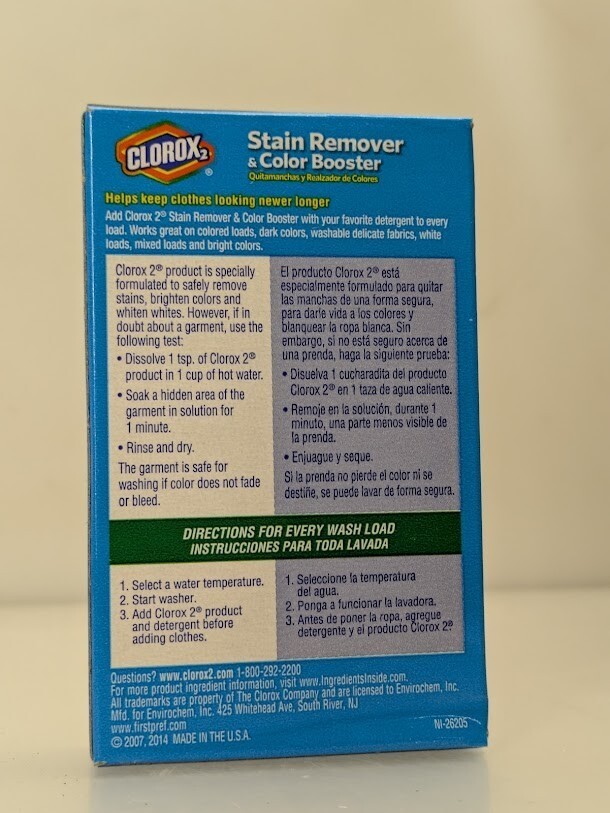 CLOROX2®
Stain Remover
& Color Booster
Quitamanchas y Realzador de Colores
Helps keep clothes looking newer longer
Add Clorox 2® Stain Remover & Color Booster with your favorite detergent to every
load. Works great on colored loads, dark colors, washable delicate fabrics, white
loads, mixed loads and bright colors.
Clorox 2® product is specially
formulated to safely remove
stains, brighten colors and
whiten whites. However, if in
doubt about a garment, use the
following test:
• Dissolve 1 tsp. of Clorox 2®
product in 1 cup of hot water.
• Soak a hidden area of the
garment in solution for
1 minute.
• Rinse and dry.
The garment is safe for
washing if color does not fade
or bleed.
El producto Clorox 2® está
especialmente formulado para quitar
las manchas de una forma segura,
para darle vida a los colores y
blanquear la ropa blanca. Sin
embargo, si no está seguro acerca de
una prenda, haga la siguiente prueba:
• Disuelva 1 cucharadita del producto
Clorox 2® en 1 taza de agua caliente.
• Remoje en la solución, durante 1
minuto, una parte menos visible de
la prenda.
• Enjuague y seque.
Si la prenda no pierde el color ni se
destiñe, se puede lavar de forma segura.
DIRECTIONS FOR EVERY WASH LOAD
INSTRUCCIONES PARA TODA LAVADA
1. Select a water temperature.
2. Start washer.
3. Add Clorox 2® product
and detergent before
adding clothes.
1. Seleccione la temperatura
del agua.
2. Ponga a funcionar la lavadora.
3. Antes de poner la ropa, agregue
detergente y el producto Clorox 2®
Questions? www.clorox2.com 1-800-292-2200
For more product ingredient information, visit www.IngredientsInside.com.
All trademarks are property of The Clorox Company and are licensed to Envirochem, Inc.
Mfd. for Envirochem, Inc. 425 Whitehead Ave, South River, NJ
www.firstpref.com
© 2007, 2014 MADE IN THE U.S.A.
NI-26205